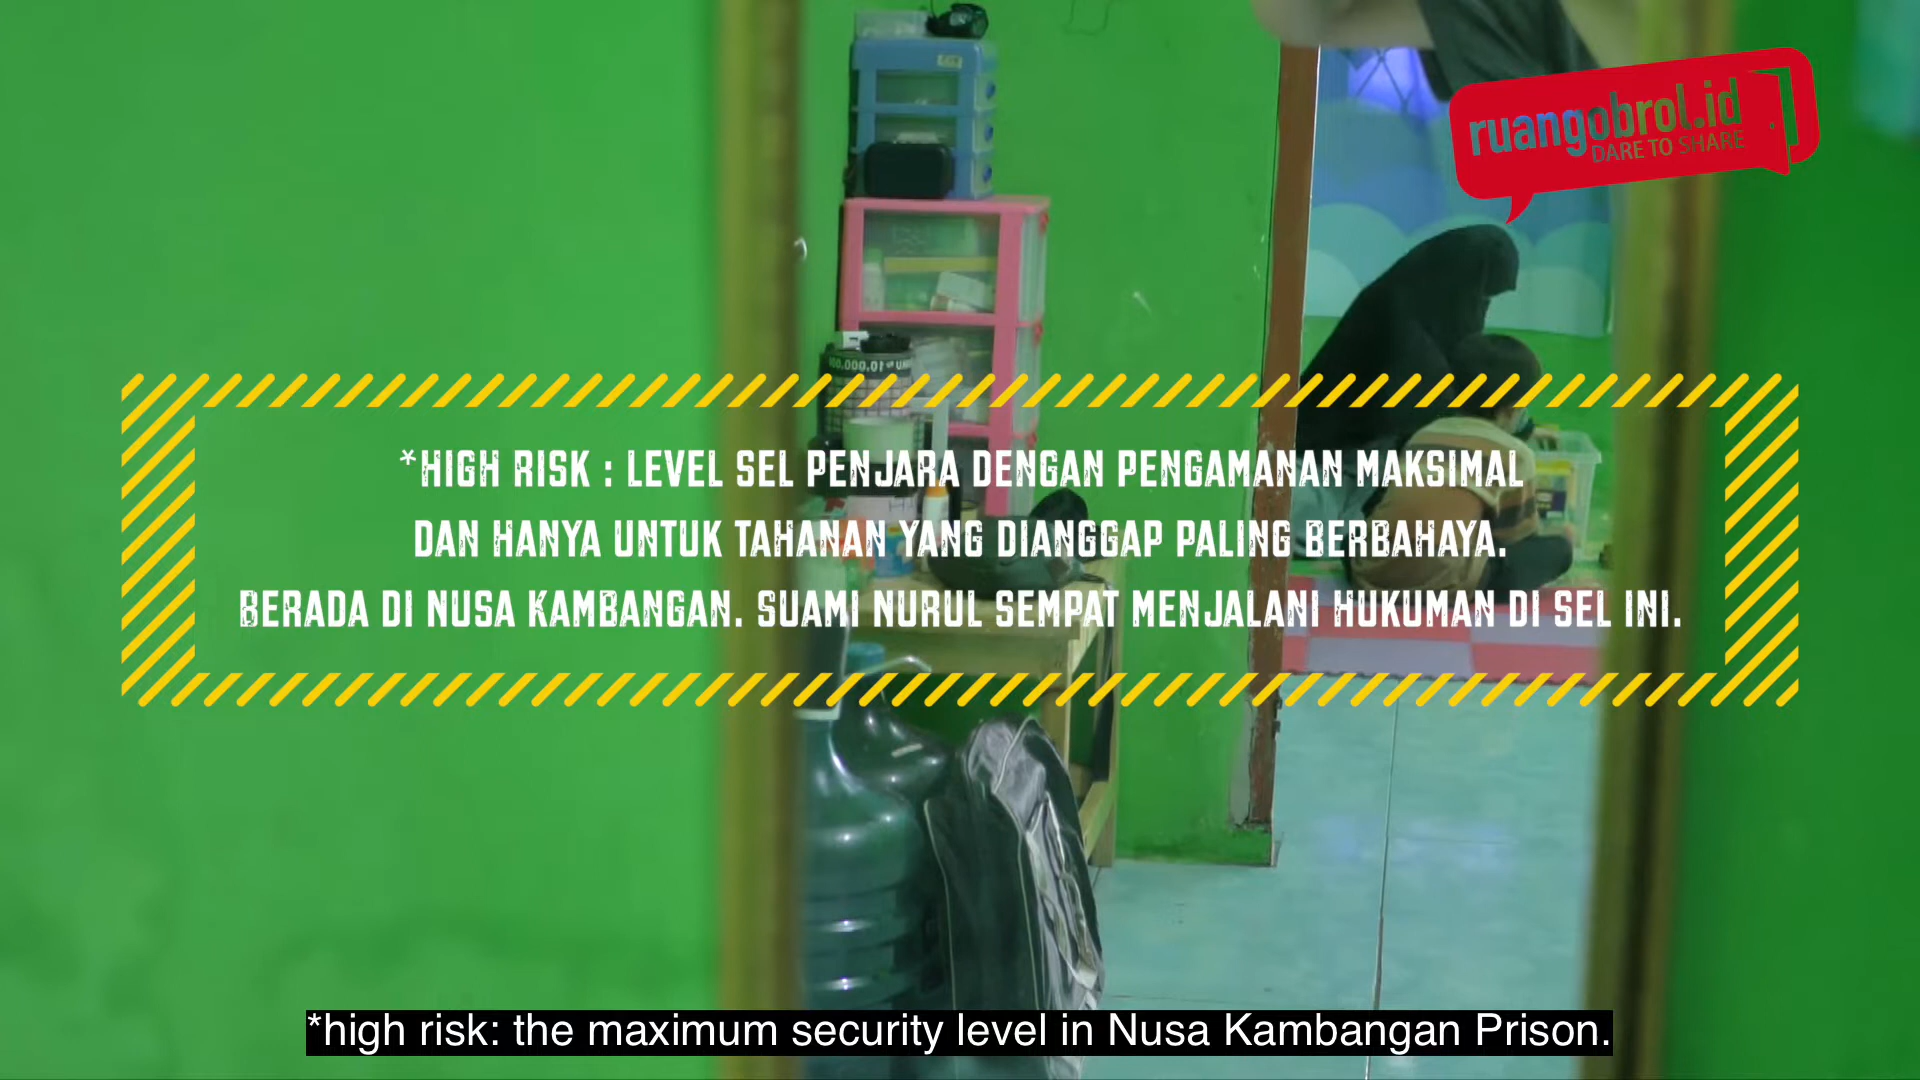 ruangobrol.id
DARE TO SHARE
*HIGH RISK : LEVEL SEL PENJARA DENGAN PENGAMANAN MAKSIMAL
DAN HANYA UNTUK TAHANAN YANG DIANGGAP PALING BERBAHAYA.
BERADA DI NUSA KAMBANGAN. SUAMI NURUL SEMPAT MENJALANI HUKUMAN DI SEL INI.
*high risk: the maximum security level in Nusa Kambangan Prison.